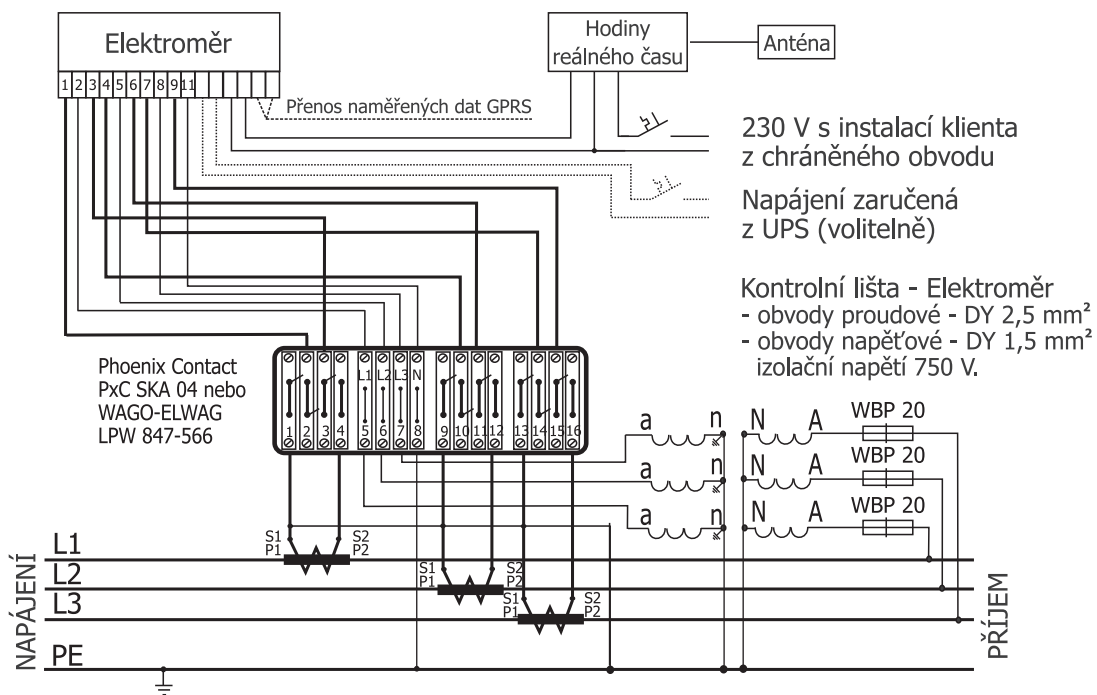 Elektroměr
1 2 3 4 5 6 7 8 9 11
Hodiny
reálného času
Anténa
Přenos naměřených dat GPRS
230 V s instalací klienta
z chráněného obvodu
Napájení zaručená
z UPS (volitelně)
Kontrolní lišta - Elektroměr
- obvody proudové - DY 2,5 mm²
- obvody napěťové - DY 1,5 mm²
izolační napětí 750 V.
Phoenix Contact
PxC SKA 04 nebo
WAGO-ELWAG
LPW 847-566
L1 L2 L3 N
1 2 3 4 5 6 7 8 9 10 11 12 13 14 15 16
a n N A WBP 20
a n N A WBP 20
a n N A WBP 20
S1 S2
P1 P2
S1 S2
P1 P2
S1 S2
P1 P2
NAPÁJENÍ
L1
L2
L3
PE
PŘÍJEM